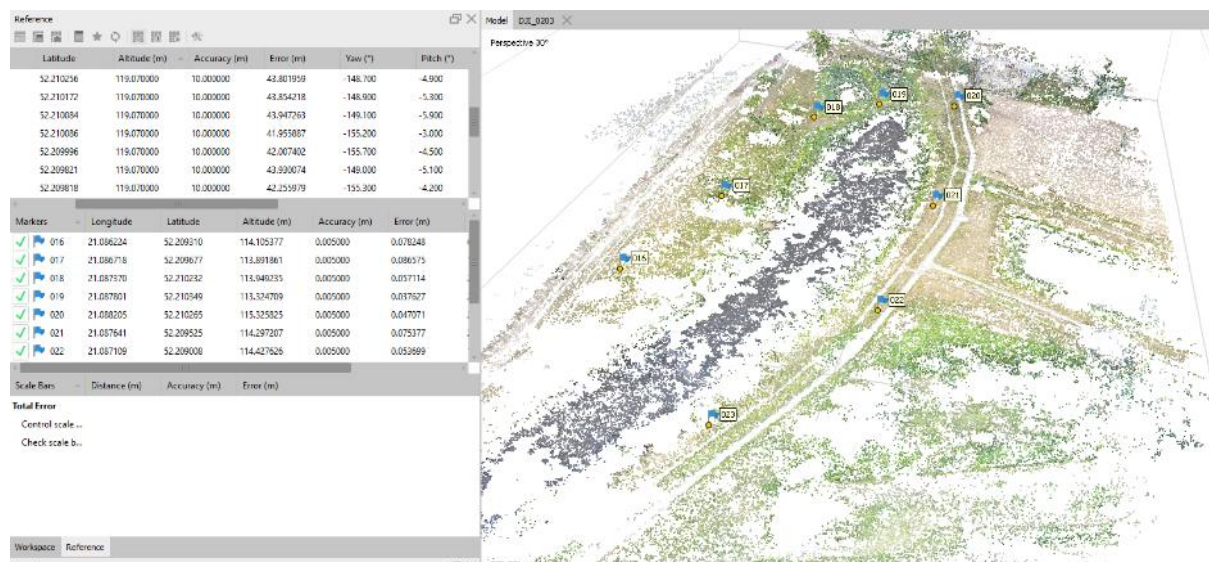 Reference
Model DJI_0203
Perspective 30°
Latitude Altitude (m) Accuracy (m) Error (m) Yaw (°) Pitch (°)
52.210256 119.070000 10.000000 43.801959 -148.700 -4.900
52.210172 119.070000 10.000000 43.854218 -148.900 -5.300
52.210084 119.070000 10.000000 43.947263 -149.100 -5.900
52.210086 119.070000 10.000000 41.955887 -155.200 -3.000
52.209996 119.070000 10.000000 42.007402 -155.700 -4.500
52.209821 119.070000 10.000000 43.930074 -149.000 -5.100
52.209818 119.070000 10.000000 42.255979 -155.300 -4.200
Markers Longitude Latitude Altitude (m) Accuracy (m) Error (m)
016 21.086224 52.209310 114.105377 0.005000 0.078248
017 21.086718 52.209677 113.891861 0.005000 0.086575
018 21.087370 52.210232 113.949235 0.005000 0.057114
019 21.087801 52.210349 113.324709 0.005000 0.037627
020 21.088205 52.210265 115.325825 0.005000 0.047071
021 21.087641 52.209525 114.297207 0.005000 0.075377
022 21.087109 52.209008 114.427626 0.005000 0.053699
Scale Bars Distance (m) Accuracy (m) Error (m)
Total Error
Control scale ..
Check scale b...
Workspace Reference
018
019
020
017
021
016
022
023